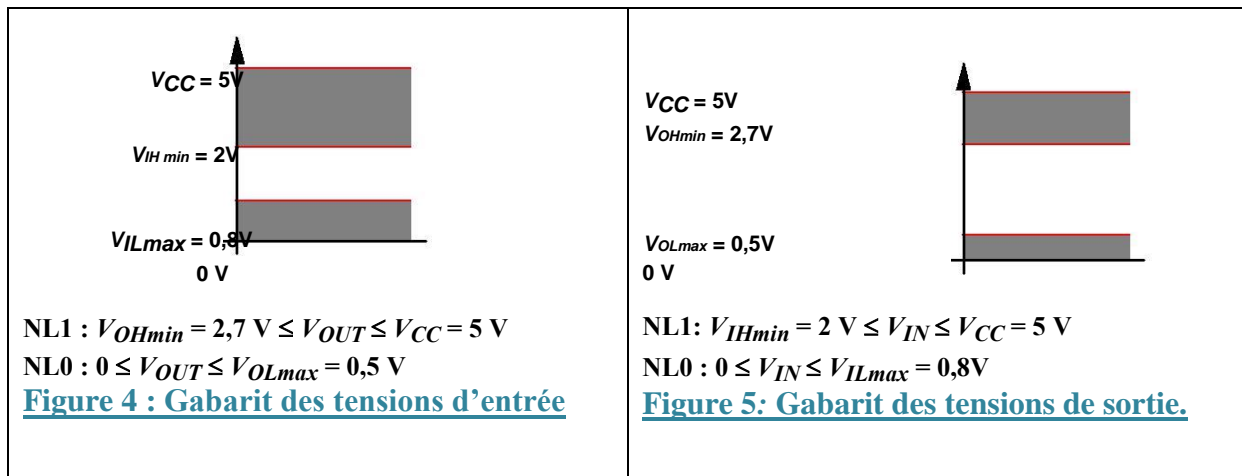 VCC = 5V
VIH min = 2V
VILmax = 0,8V
0 V
NL1 : VOHmin = 2,7 V ≤ VOUT ≤ VCC = 5 V
NL0 : 0 ≤ VOUT ≤ VOLmax = 0,5 V
Figure 4 : Gabarit des tensions d’entrée
VCC = 5V
VOHmin = 2,7V
VOLmax = 0,5V
0 V
NL1: VIHmin = 2 V ≤ VIN ≤ VCC = 5 V
NL0 : 0 ≤ VIN ≤ VILmax = 0,8V
Figure 5: Gabarit des tensions de sortie.